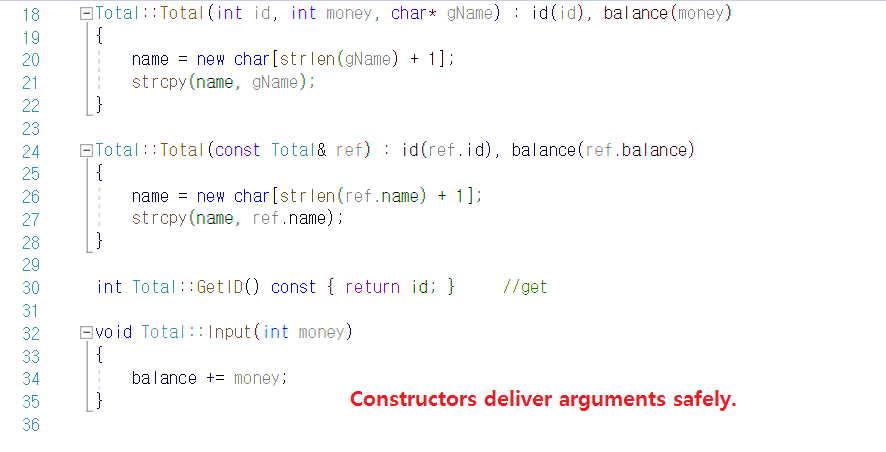 18 Total::Total(int id, int money, char* gName) : id(id), balance(money)
19 {
20 name = new char[strlen(gName) + 1];
21 strcpy(name, gName);
22 }
23
24 Total::Total(const Total& ref) : id(ref.id), balance(ref.balance)
25 {
26 name = new char[strlen(ref.name) + 1];
27 strcpy(name, ref.name);
28 }
29
30 int Total::GetID() const { return id; } //get
31
32 void Total::Input(int money)
33 {
34 balance += money;
35 }
Constructors deliver arguments safely.
36